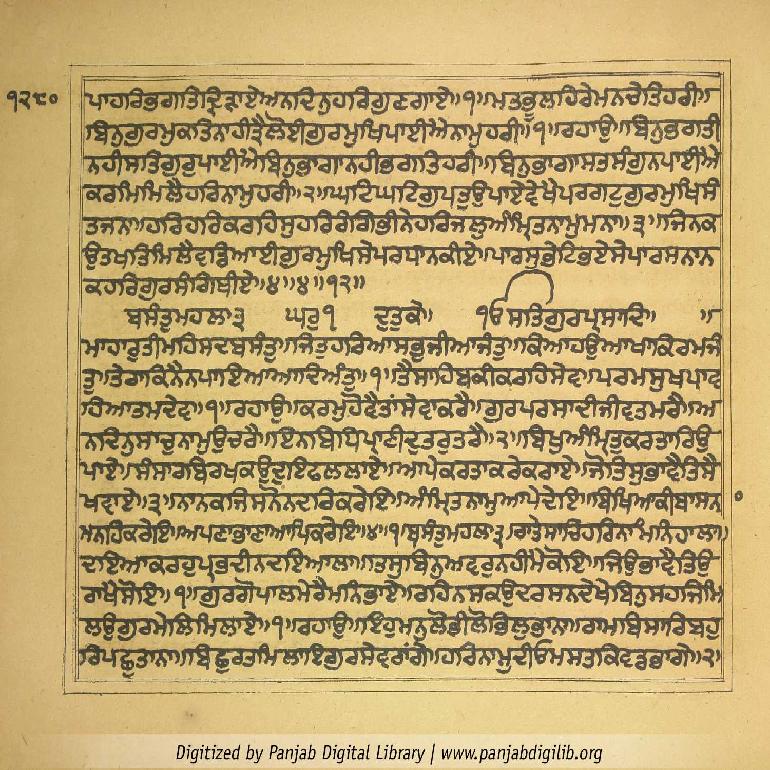 ੧੨੮੦
ਪਾਹਰਿਭਗਤਿਦ੍ਰਿੜਾਏਅਨਦਿਨੁਹਰਿਗੁਣਗਾਏ॥੧॥ਮਤਭੂਲਹਿਰੇਮਨਚੇਤਿਹਰੀ॥
ਬਿਨੁਗੁਰਮੁਕਤਿਨਾਹੀਤ੍ਰੈਲੋਈਗੁਰਮੁਖਿਪਾਈਐਨਾਮੁਹਰੀ॥੧॥ਰਹਾਉ॥ਬਿਨੁਭਗਤੀ
ਨਹੀਸਤਿਗੁਰੁਪਾਈਐਬਿਨੁਭਾਗਾਨਹੀਭਗਤਿਹਰੀ॥ਬਿਨੁਭਾਗਾਸਤਸੰਗੁਨਪਾਈਐ
ਕਰਮਿਮਿਲੈਹਰਿਨਾਮੁਹਰੀ॥੨॥ਘਟਿਘਟਿਗੁਪਤੁਉਪਾਏਵੇਖੈਪਰਗਟੁਗੁਰਮੁਖਿਸੰ
ਤਜਨਾ॥ਹਰਿਹਰਿਕਰਹਿਸੁਹਰਿਰੰਗਿਭੀਨੇਹਰਿਜਲੁਅੰਮ੍ਰਿਤਨਾਮੁਮਨਾ॥੩॥ਜਿਨਕ
ਉਤਖਤਿਮਿਲੈਵਡਿਆਈਗੁਰਮੁਖਿਸੇਪਰਧਾਨਕੀਏ॥ਪਾਰਸੁਭੇਟਿਭਏਸੇਪਾਰਸਨਾਨ
ਕਹਰਿਗੁਰਸੰਗਿਥੀਏ॥੪॥੪॥੧੨॥
ਬਸੰਤੁਮਹਲਾ੩ ਘਰੁ੧ ਦੁਤੁਕੇ॥ ੴਸਤਿਗੁਰਪ੍ਰਸਾਦਿ॥ ॥
ਮਾਹਾਰੁਤੀਮਹਿਸਦਬਸੰਤੁ॥ਜਿਤੁਹਰਿਆਸਭੁਜੀਆਜੰਤੁ॥ਕਿਆਹਉਆਖਾਕਿਰਮਜੰ
ਤੁ॥ਤੇਰਾਕਿਨੈਨਪਾਇਆਆਦਿਅੰਤੁ॥੧॥ਤੈਸਾਹਿਬਕੀਕਰਹਿਸੇਵ॥ਪਰਮਸੁਖਪਾਵ
ਹਿਆਤਮਦੇਵ॥੧॥ਰਹਾਉ॥ਕਰਮੁਹੋਵੈਤਾਂਸੇਵਾਕਰੈ॥ਗੁਰਪਰਸਾਦੀਜੀਵਤਮਰੈ॥ਅ
ਨਦਿਨੁਸਾਚੁਨਾਮੁਉਚਰੈ॥ਇਨਬਿਧਿਪ੍ਰਾਣੀਦੁਤਰੁਤਰੈ॥੨॥ਬਿਖੁਅੰਮ੍ਰਿਤੁਕਰਤਾਰਿਉ
ਪਾਏ॥ਸੰਸਾਰਬਿਰਖਕਉਦੁਇਫਲਲਾਏ॥ਆਪੇਕਰਤਾਕਰੇਕਰਾਏ॥ਜੋਤਿਸੁਭਾਵੈਤਿਸੈ
ਖਵਾਏ॥੩॥ਨਾਨਕਜਿਸਨੋਨਦਰਿਕਰੇਇ॥ਅੰਮ੍ਰਿਤਨਾਮੁਆਪੇਦੇਇ॥ਬਿਖਿਆਕੀਬਾਸਨ
ਮਨਹਿਕਰੇਇ॥ਅਪਣਾਭਾਣਾਆਪਿਕਰੇਇ॥੪॥੧॥ਬਸੰਤੁਮਹਲਾ੩॥ਰਾਤੇਸਾਚਿਹਰਿਨਾਮਿਨਿਹਾਲਾ॥
ਦਇਆਕਰਹੁਪ੍ਰਭਦੀਨਦਇਆਲਾ॥ਤਿਸੁਬਿਨੁਅਵਰੁਨਹੀਮੈਕੋਇ॥ਜਿਉਭਾਵੈਤਿਉ
ਰਾਖੈਸੋਇ॥੧॥ਗੁਰਗੋਪਾਲਮੇਰੈਮਨਿਭਾਏ॥ਰਹਿਨਸਕਉਦਰਸਨਦੇਖੇਬਿਨੁਸਹਜਿਮਿ
ਲਉਗੁਰਮੇਲਿਮਿਲਾਏ॥੧॥ਰਹਾਉ॥ਇਹੁਮਨੁਲੋਭੀਲੋਭਿਲੁਭਾਨਾ॥ਰਾਮਬਿਸਾਰਿਬਹੁ
ਰਿਪਛੁਤਾਨਾ॥ਬਿਛੁਰਤਮਿਲਾਇਗੁਰਸੇਵਰਾਂਗੇ॥ਹਰਿਨਾਮੁਦੀਓਮਸਤਕਿਵਡਭਾਗੇ॥੨॥
Digitized by Panjab Digital Library | www.panjabdigilib.org